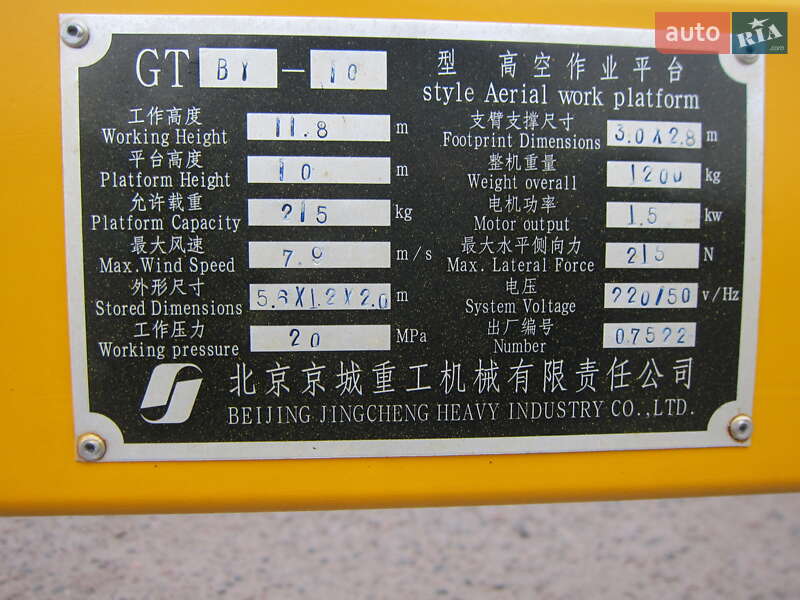 auto RIA.com
GT BY - 10 型 高空作业平台
style Aerial work platform
工作高度
Working Height 11.8 m
平台高度
Platform Height 10 m
允许载重
Platform Capacity 215 kg
最大风速
Max.Wind Speed 7.9 m/s
外形尺寸
Stored Dimensions 5.6X1.2X2.0 m
工作压力
Working pressure 20 MPa
支臂支撑尺寸
Footprint Dimensions 3.0X2.8 m
整机重量
Weight overall 1200 kg
电机功率
Motor output 1.5 kw
最大水平侧向力
Max. Lateral Force 215 N
电压
System Voltage 220/50 v/Hz
出厂编号
Number 07522
北京京城重工机械有限责任公司
BEIJING JINGCHENG HEAVY INDUSTRY CO.,LTD.